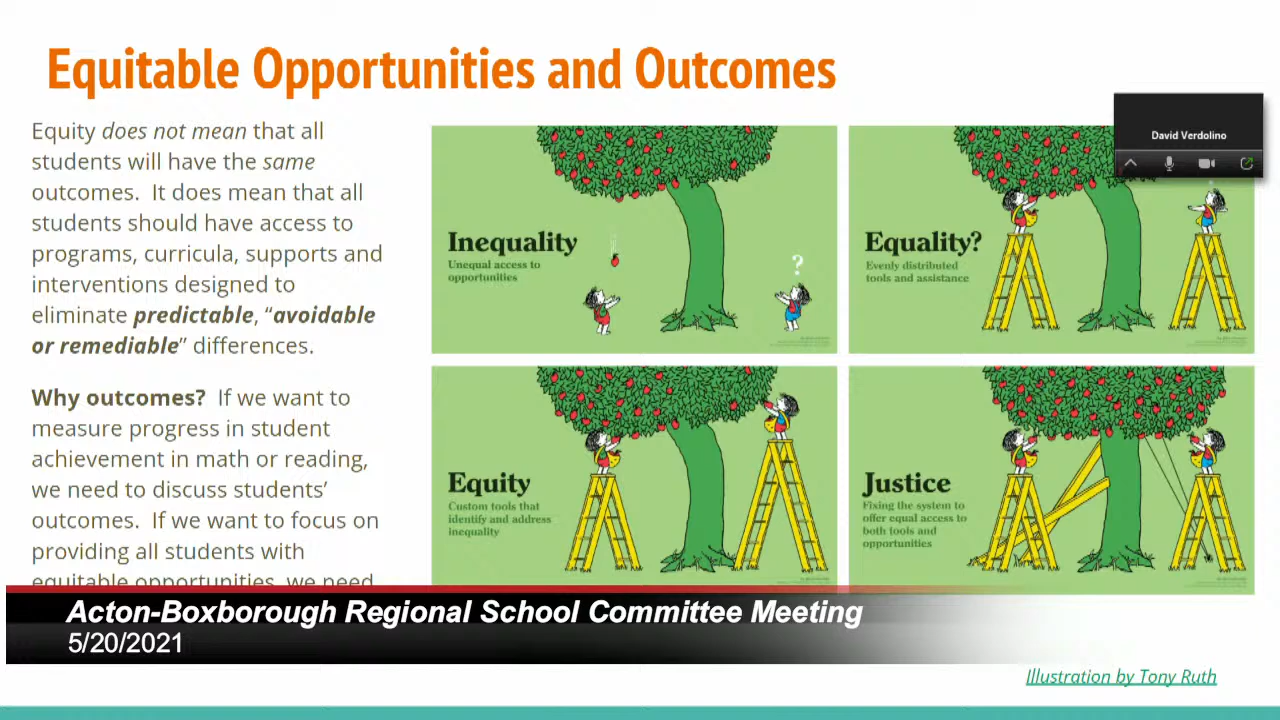 Equitable Opportunities and Outcomes
David Verdolino
Equity does not mean that all
students will have the same
outcomes. It does mean that all
students should have access to
programs, curricula, supports and
interventions designed to
eliminate predictable, “avoidable
or remediable” differences.
Why outcomes? If we want to
measure progress in student
achievement in math or reading,
we need to discuss students’
outcomes. If we want to focus on
providing all students with
equitable opportunities, we need
Inequality
Unequal access to
opportunities
?
Equality?
Evenly distributed
tools and assistance
Equity
Custom tools that
identify and address
inequality
Justice
Fixing the system to
offer equal access to
both tools and
opportunities
Acton-Boxborough Regional School Committee Meeting
5/20/2021
Illustration by Tony Ruth